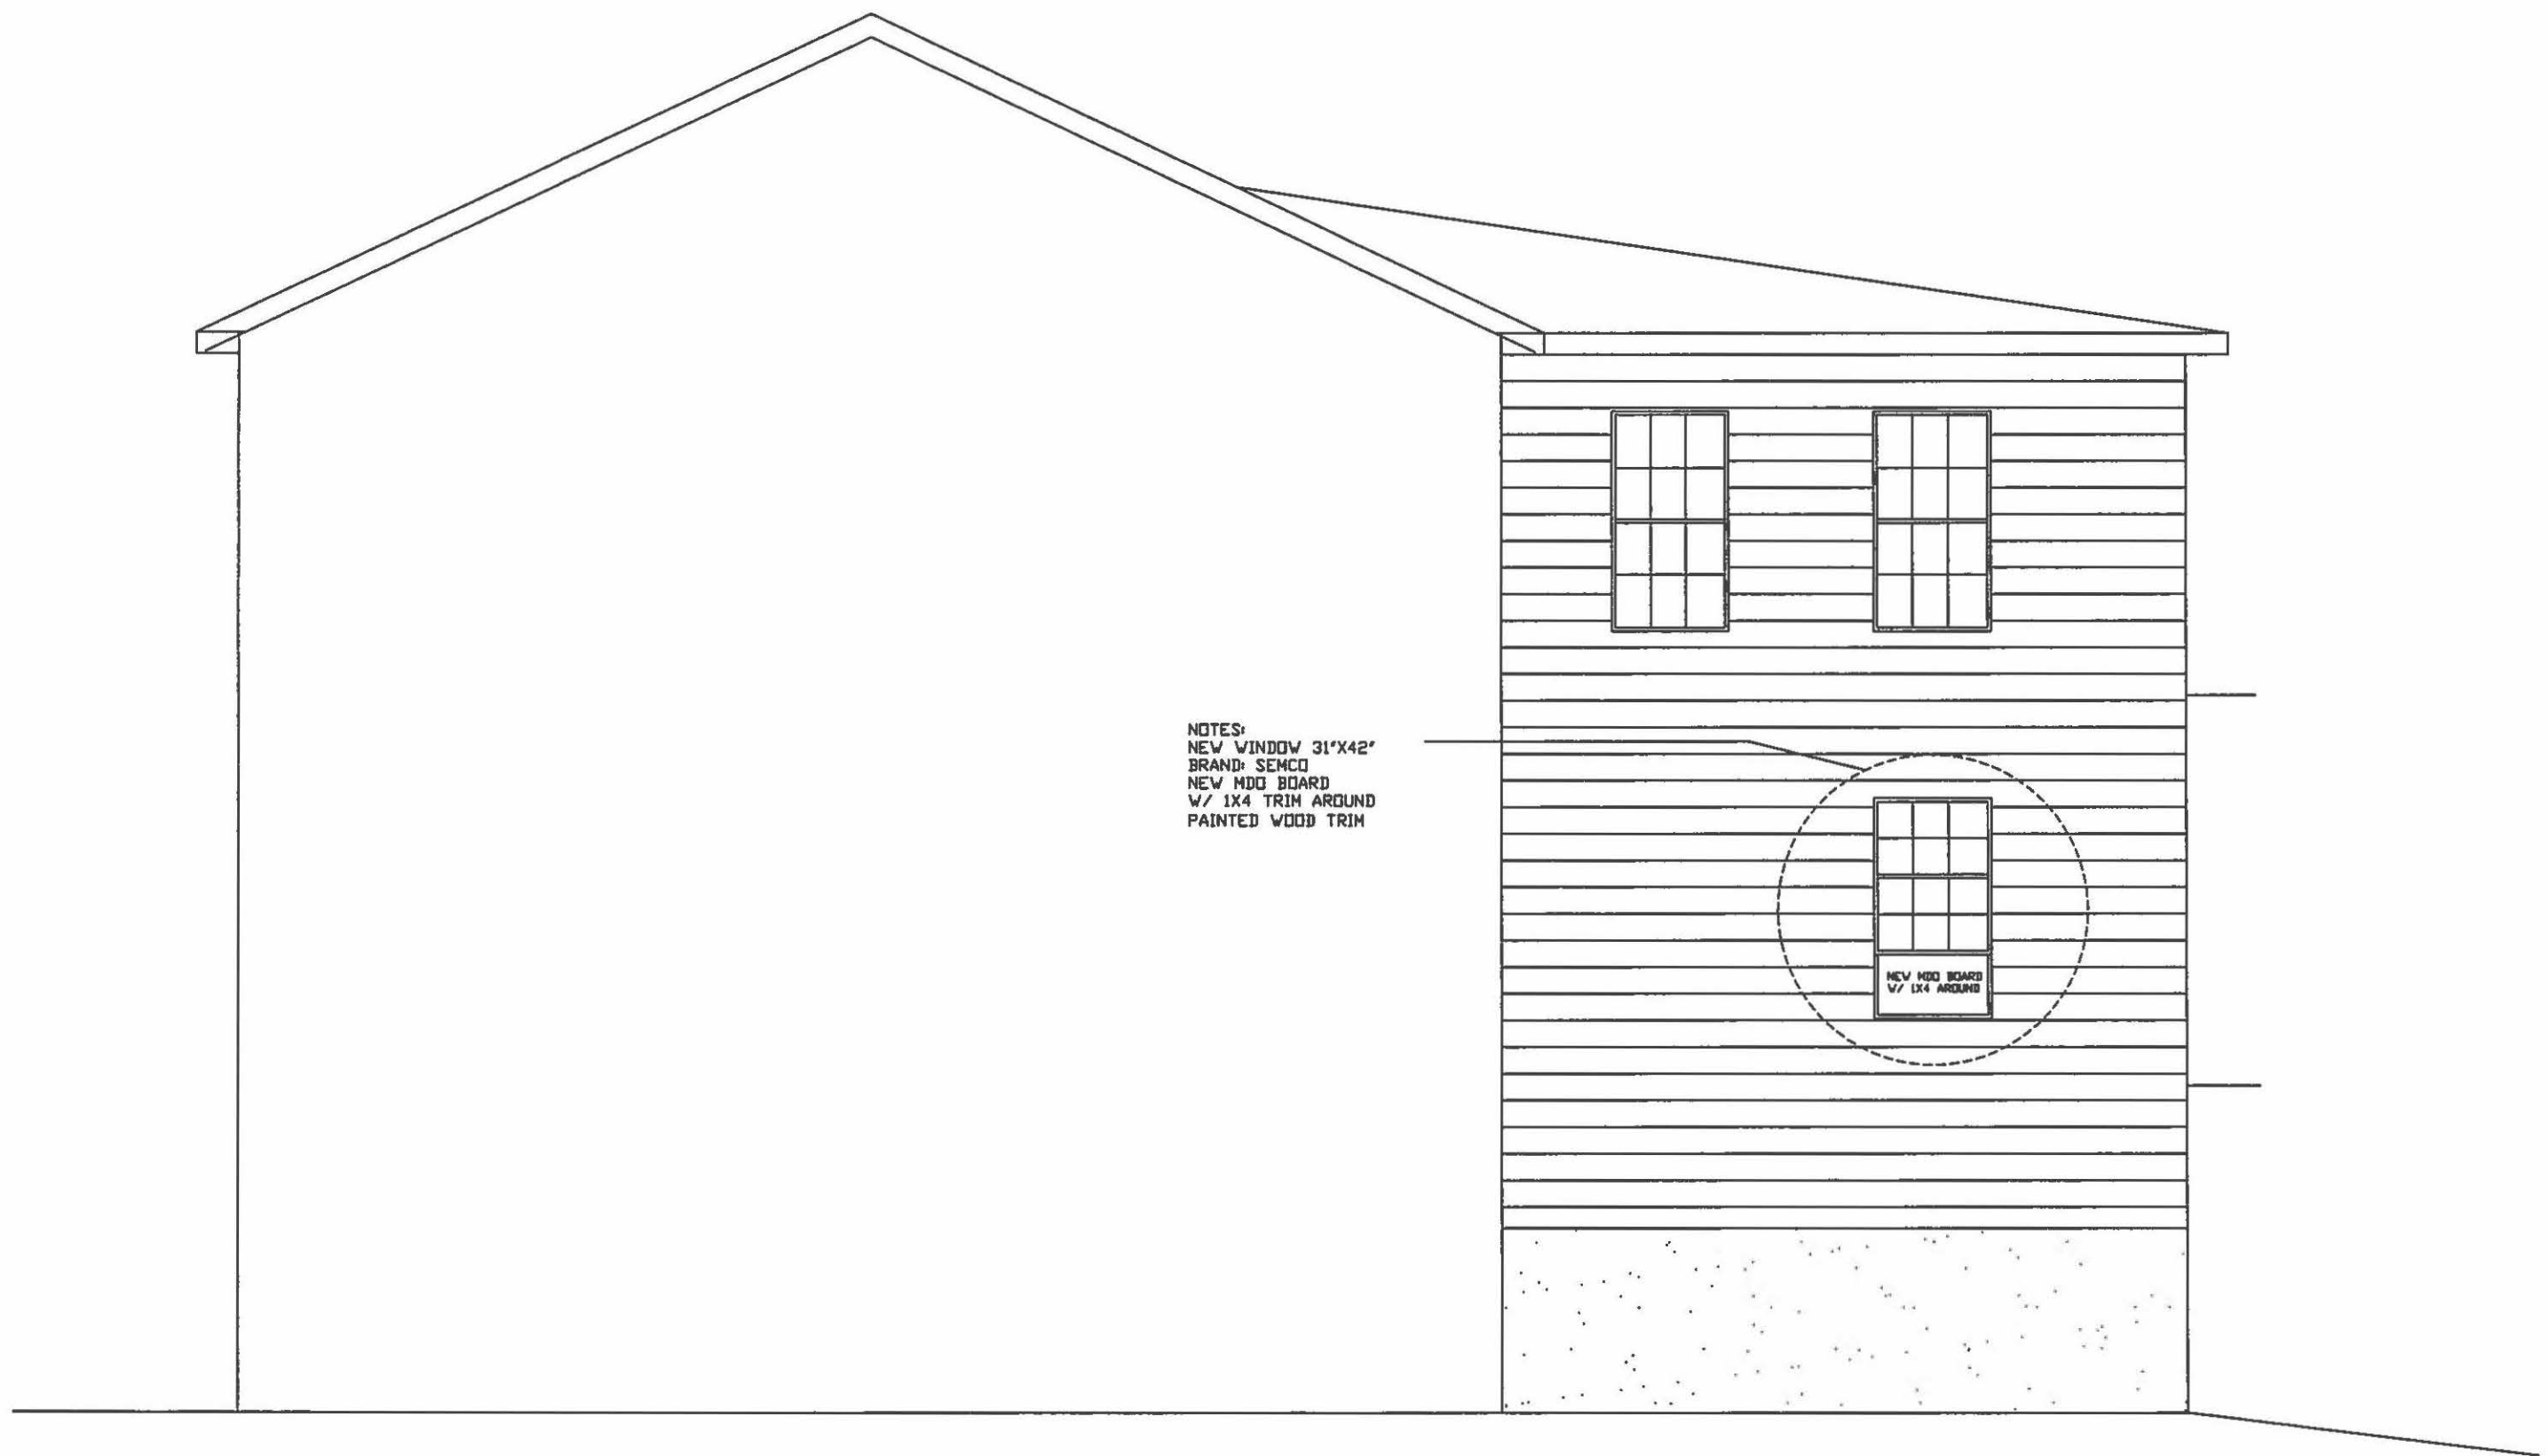 NOTES:
NEW WINDOW 31"X42"
BRAND: SEMCO
NEW MDO BOARD
W/ 1X4 TRIM AROUND
PAINTED WOOD TRIM
NEW MDO BOARD
W/ 1X4 AROUND